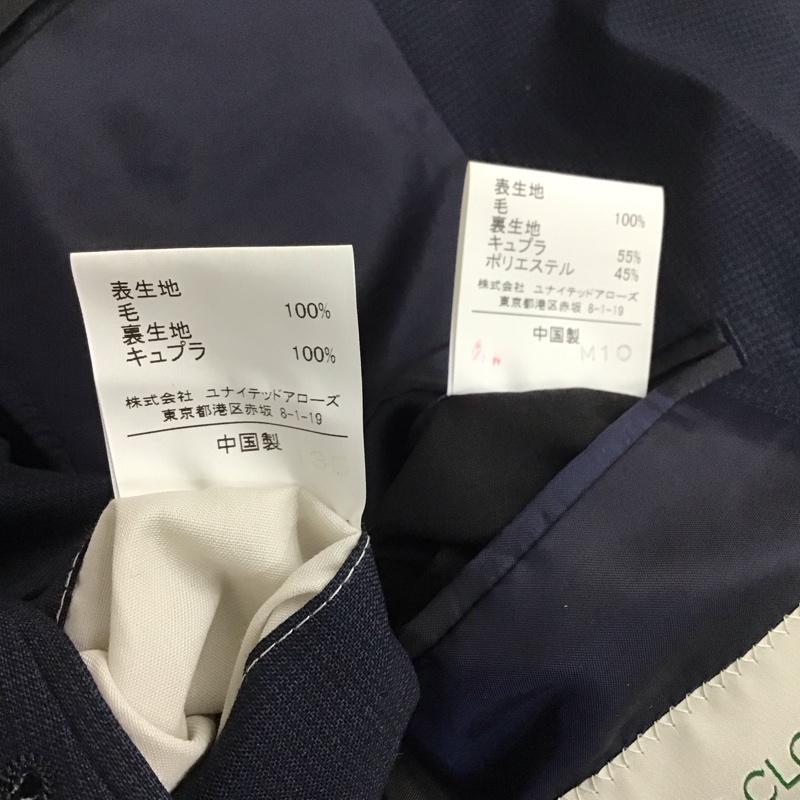 表生地
毛 100%
裏生地
キュプラ 100%
株式会社 ユナイテッドアローズ
東京都港区赤坂 8-1-19
中国製
表生地
毛 100%
裏生地
キュプラ 55%
ポリエステル 45%
株式会社 ユナイテッドアローズ
東京都港区赤坂 8-1-19
中国製
M10
CLO